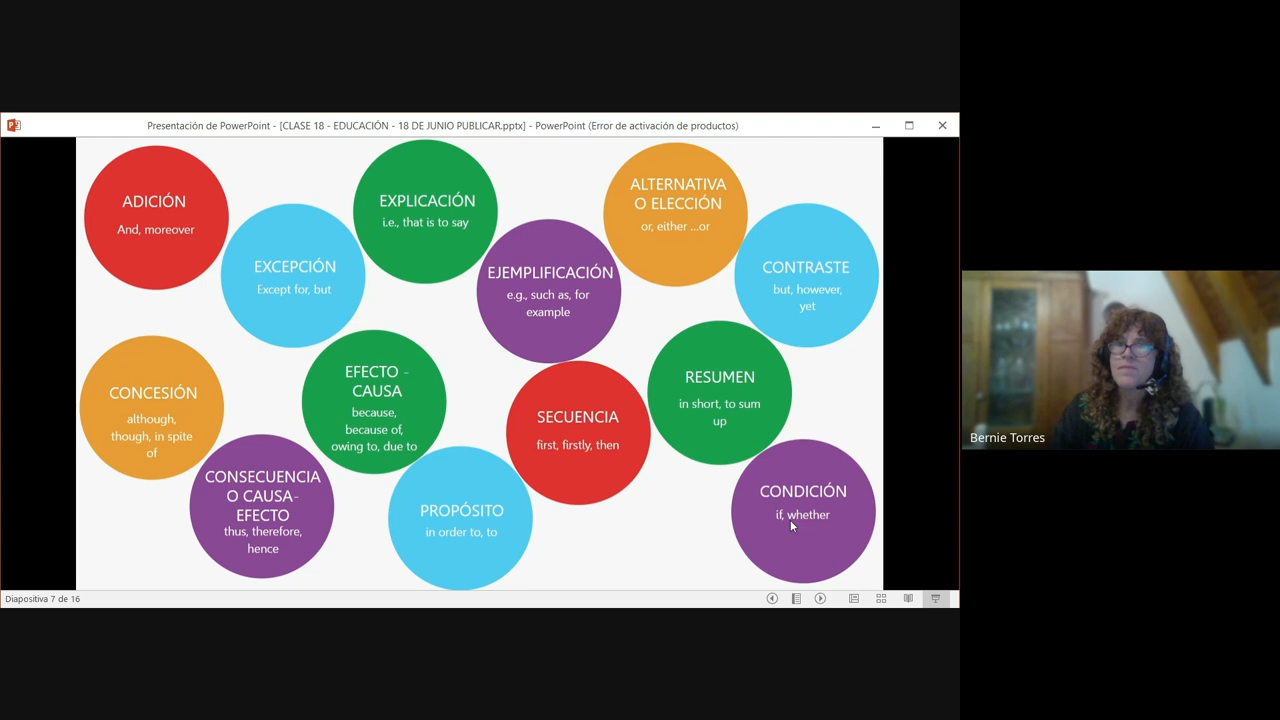 Presentación de PowerPoint - [CLASE 18 - EDUCACIÓN - 18 DE JUNIO PUBLICAR.pptx] - PowerPoint (Error de activación de productos)
ADICIÓN
And, moreover
EXCEPCIÓN
Except for, but
EXPLICACIÓN
i.e., that is to say
EJEMPLIFICACIÓN
e.g., such as, for
example
ALTERNATIVA
O ELECCIÓN
or, either ...or
CONTRASTE
but, however,
yet
CONCESIÓN
although,
though, in spite
of
CONSECUENCIA
O CAUSA-
EFECTO
thus, therefore,
hence
EFECTO -
CAUSA
because,
because of,
owing to, due to
PROPÓSITO
in order to, to
SECUENCIA
first, firstly, then
RESUMEN
in short, to sum
up
CONDICIÓN
if, whether
Diapositiva 7 de 16
Bernie Torres